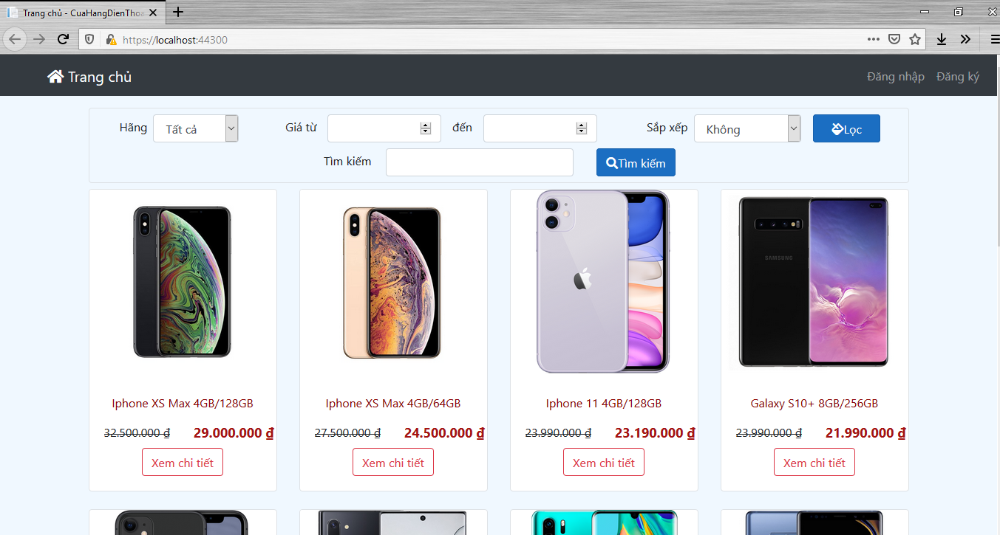 Trang chủ - CuaHangDienThoa
https://localhost:44300
Trang chủ
Đăng nhập Đăng ký
Hãng Tất cả Giá từ đến Sắp xếp Không Lọc
Tìm kiếm Tìm kiếm
SAMSUNG
Iphone XS Max 4GB/128GB
32.500.000 ₫ 29.000.000 ₫
Xem chi tiết
Iphone XS Max 4GB/64GB
27.500.000 ₫ 24.500.000 ₫
Xem chi tiết
Iphone 11 4GB/128GB
23.990.000 ₫ 23.190.000 ₫
Xem chi tiết
Galaxy S10+ 8GB/256GB
23.990.000 ₫ 21.990.000 ₫
Xem chi tiết